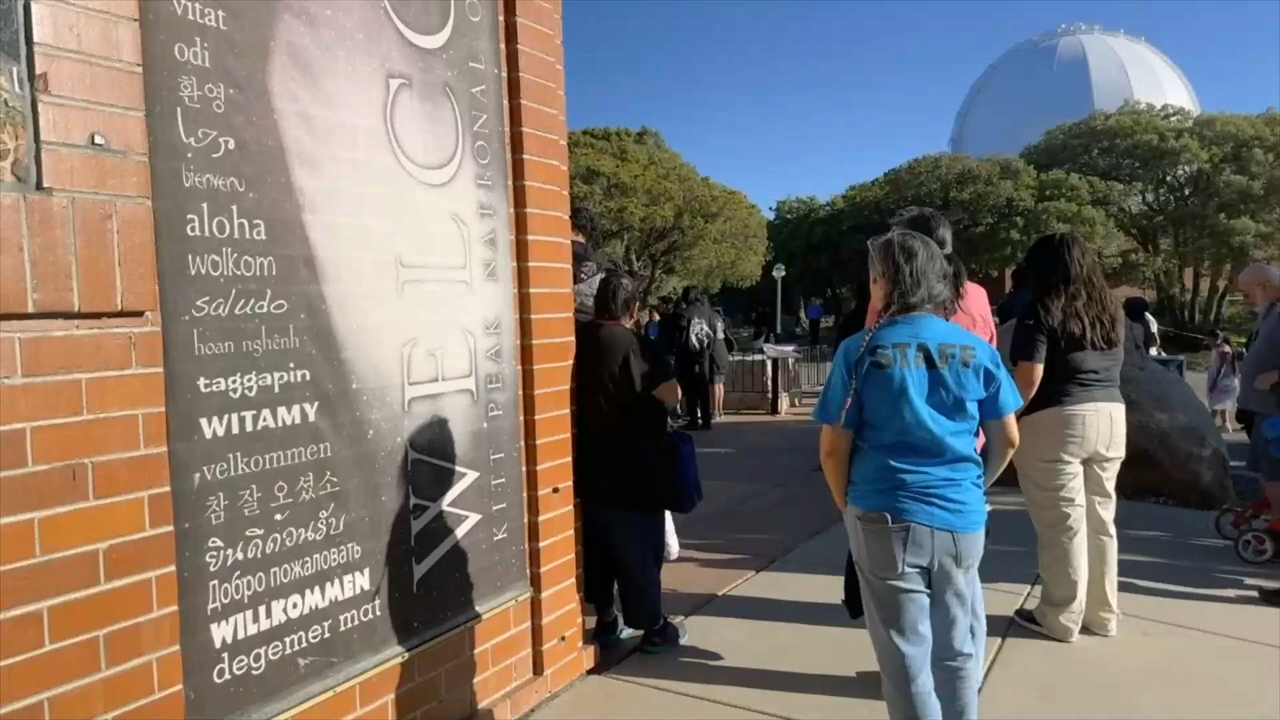 vitat
odi
환영
مرحبا
bienvenu
aloha
wolkom
saludo
hoan nghênh
taggapin
WITAMY
velkommen
참 잘 오셨소
ยินดีต้อนรับ
Добро пожаловать
WILLKOMMEN
degemer mat
WELCO
KITT PEAK NATIONAL O
STAFF